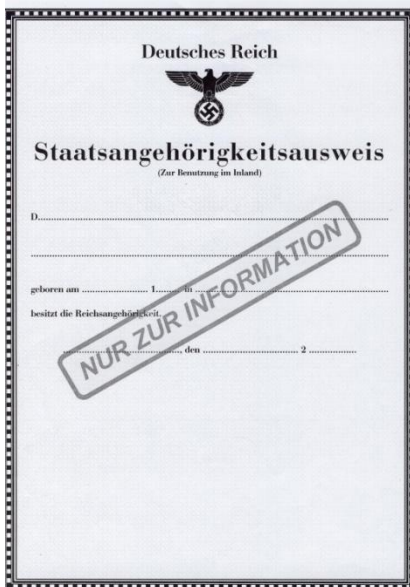 Deutsches Reich
Staatsangehörigkeitsausweis
(Zur Benutzung im Inland)
D..........................................................................................
..........................................................................................
geboren am ...................... 1........ in ..........................................
besitzt die Reichsangehörigkeit.
......................................, den ................................ 2 ................
NUR ZUR INFORMATION